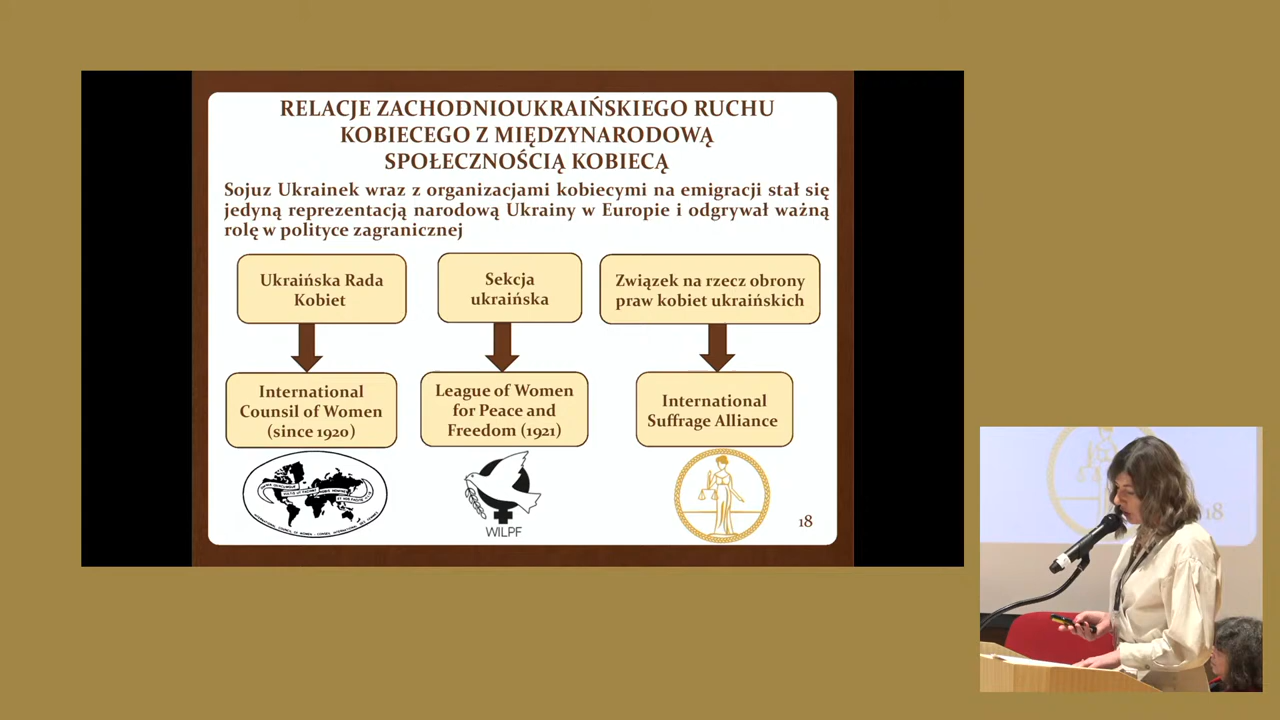 RELACJE ZACHODNIOUKRAIŃSKIEGO RUCHU
KOBIECEGO Z MIĘDZYNARODOWĄ
SPOŁECZNOŚCIĄ KOBIECĄ
Sojuz Ukrainek wraz z organizacjami kobiecymi na emigracji stał się
jedyną reprezentacją narodową Ukrainy w Europie i odgrywał ważną
rolę w polityce zagranicznej
Ukraińska Rada
Kobiet
Sekcja
ukraińska
Związek na rzecz obrony
praw kobiet ukraińskich
International
Counsil of Women
(since 1920)
League of Women
for Peace and
Freedom (1921)
International
Suffrage Alliance
WILPF
18
18